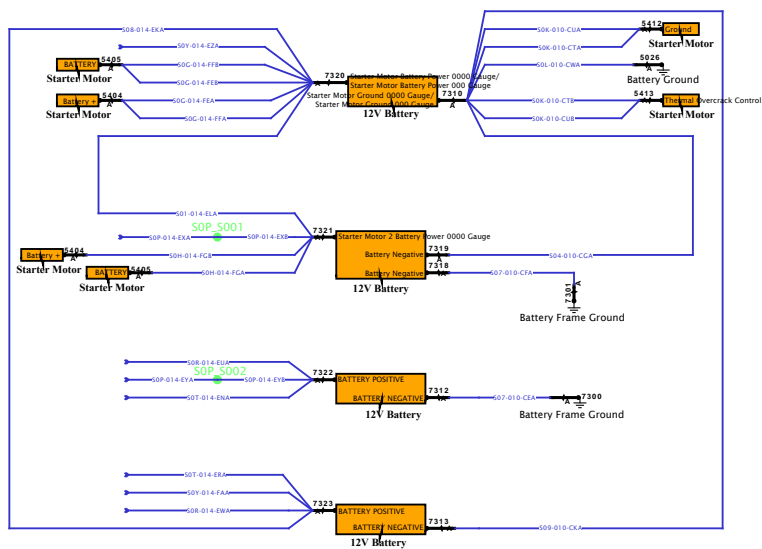 S08-014-EKA
S0Y-014-EZA
BATTERY
5405
A
Starter Motor
S0G-014-FFB
S0G-014-FEB
Battery +
5404
A
Starter Motor
S0G-014-FEA
S0G-014-FFA
7320
A
Starter Motor Battery Power 0000 Gauge/
Starter Motor Battery Power 000 Gauge
Starter Motor Ground 0000 Gauge/
Starter Motor Ground 000 Gauge
7310
A
12V Battery
S0K-010-CUA
S0K-010-CTA
5412
A
Ground
Starter Motor
S0L-010-CWA
5026
A
Battery Ground
S0K-010-CTB
S0K-010-CUB
5413
A
Thermal Overcrack Control
Starter Motor
S01-014-ELA
S0P_S001
S0P-014-EXA
S0P-014-EXB
7321
A
Starter Motor 2 Battery Power 0000 Gauge
Battery +
5404
A
Starter Motor
S0H-014-FGB
BATTERY
5405
A
Starter Motor
S0H-014-FGA
Battery Negative
7319
A
S04-010-CGA
Battery Negative
7318
A
S07-010-CFA
12V Battery
7301
A
Battery Frame Ground
S0R-014-EUA
S0P_S002
S0P-014-EYA
S0P-014-EYB
S0T-014-ENA
7322
A
BATTERY POSITIVE
BATTERY NEGATIVE
7312
A
12V Battery
S07-010-CEA
A
7300
Battery Frame Ground
S0T-014-ERA
S0Y-014-FAA
S0R-014-EWA
7323
A
BATTERY POSITIVE
BATTERY NEGATIVE
7313
A
12V Battery
S09-010-CKA